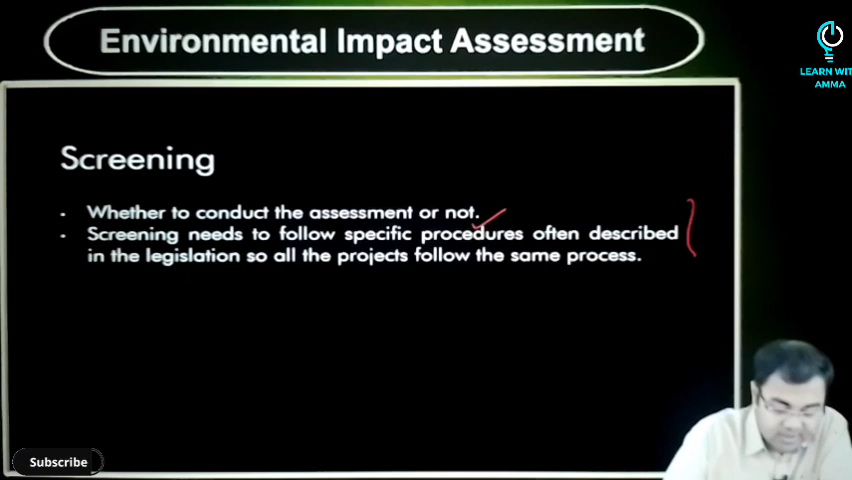 Environmental Impact Assessment
LEARN WIT
AMMA
Screening
• Whether to conduct the assessment or not.
• Screening needs to follow specific procedures often described
in the legislation so all the projects follow the same process.
Subscribe